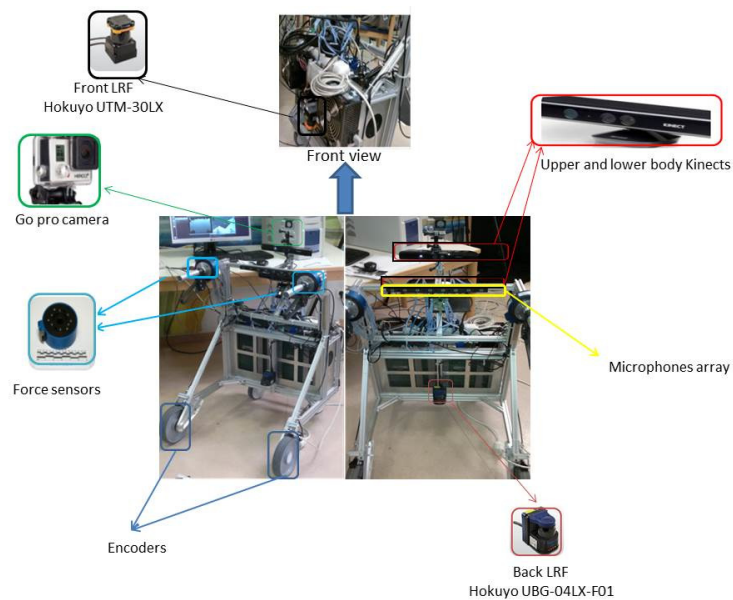 Front LRF
Hokuyo UTM-30LX
Front view
KINECT
Upper and lower body Kinects
Go pro camera
Force sensors
Microphones array
Encoders
Back LRF
Hokuyo UBG-04LX-F01